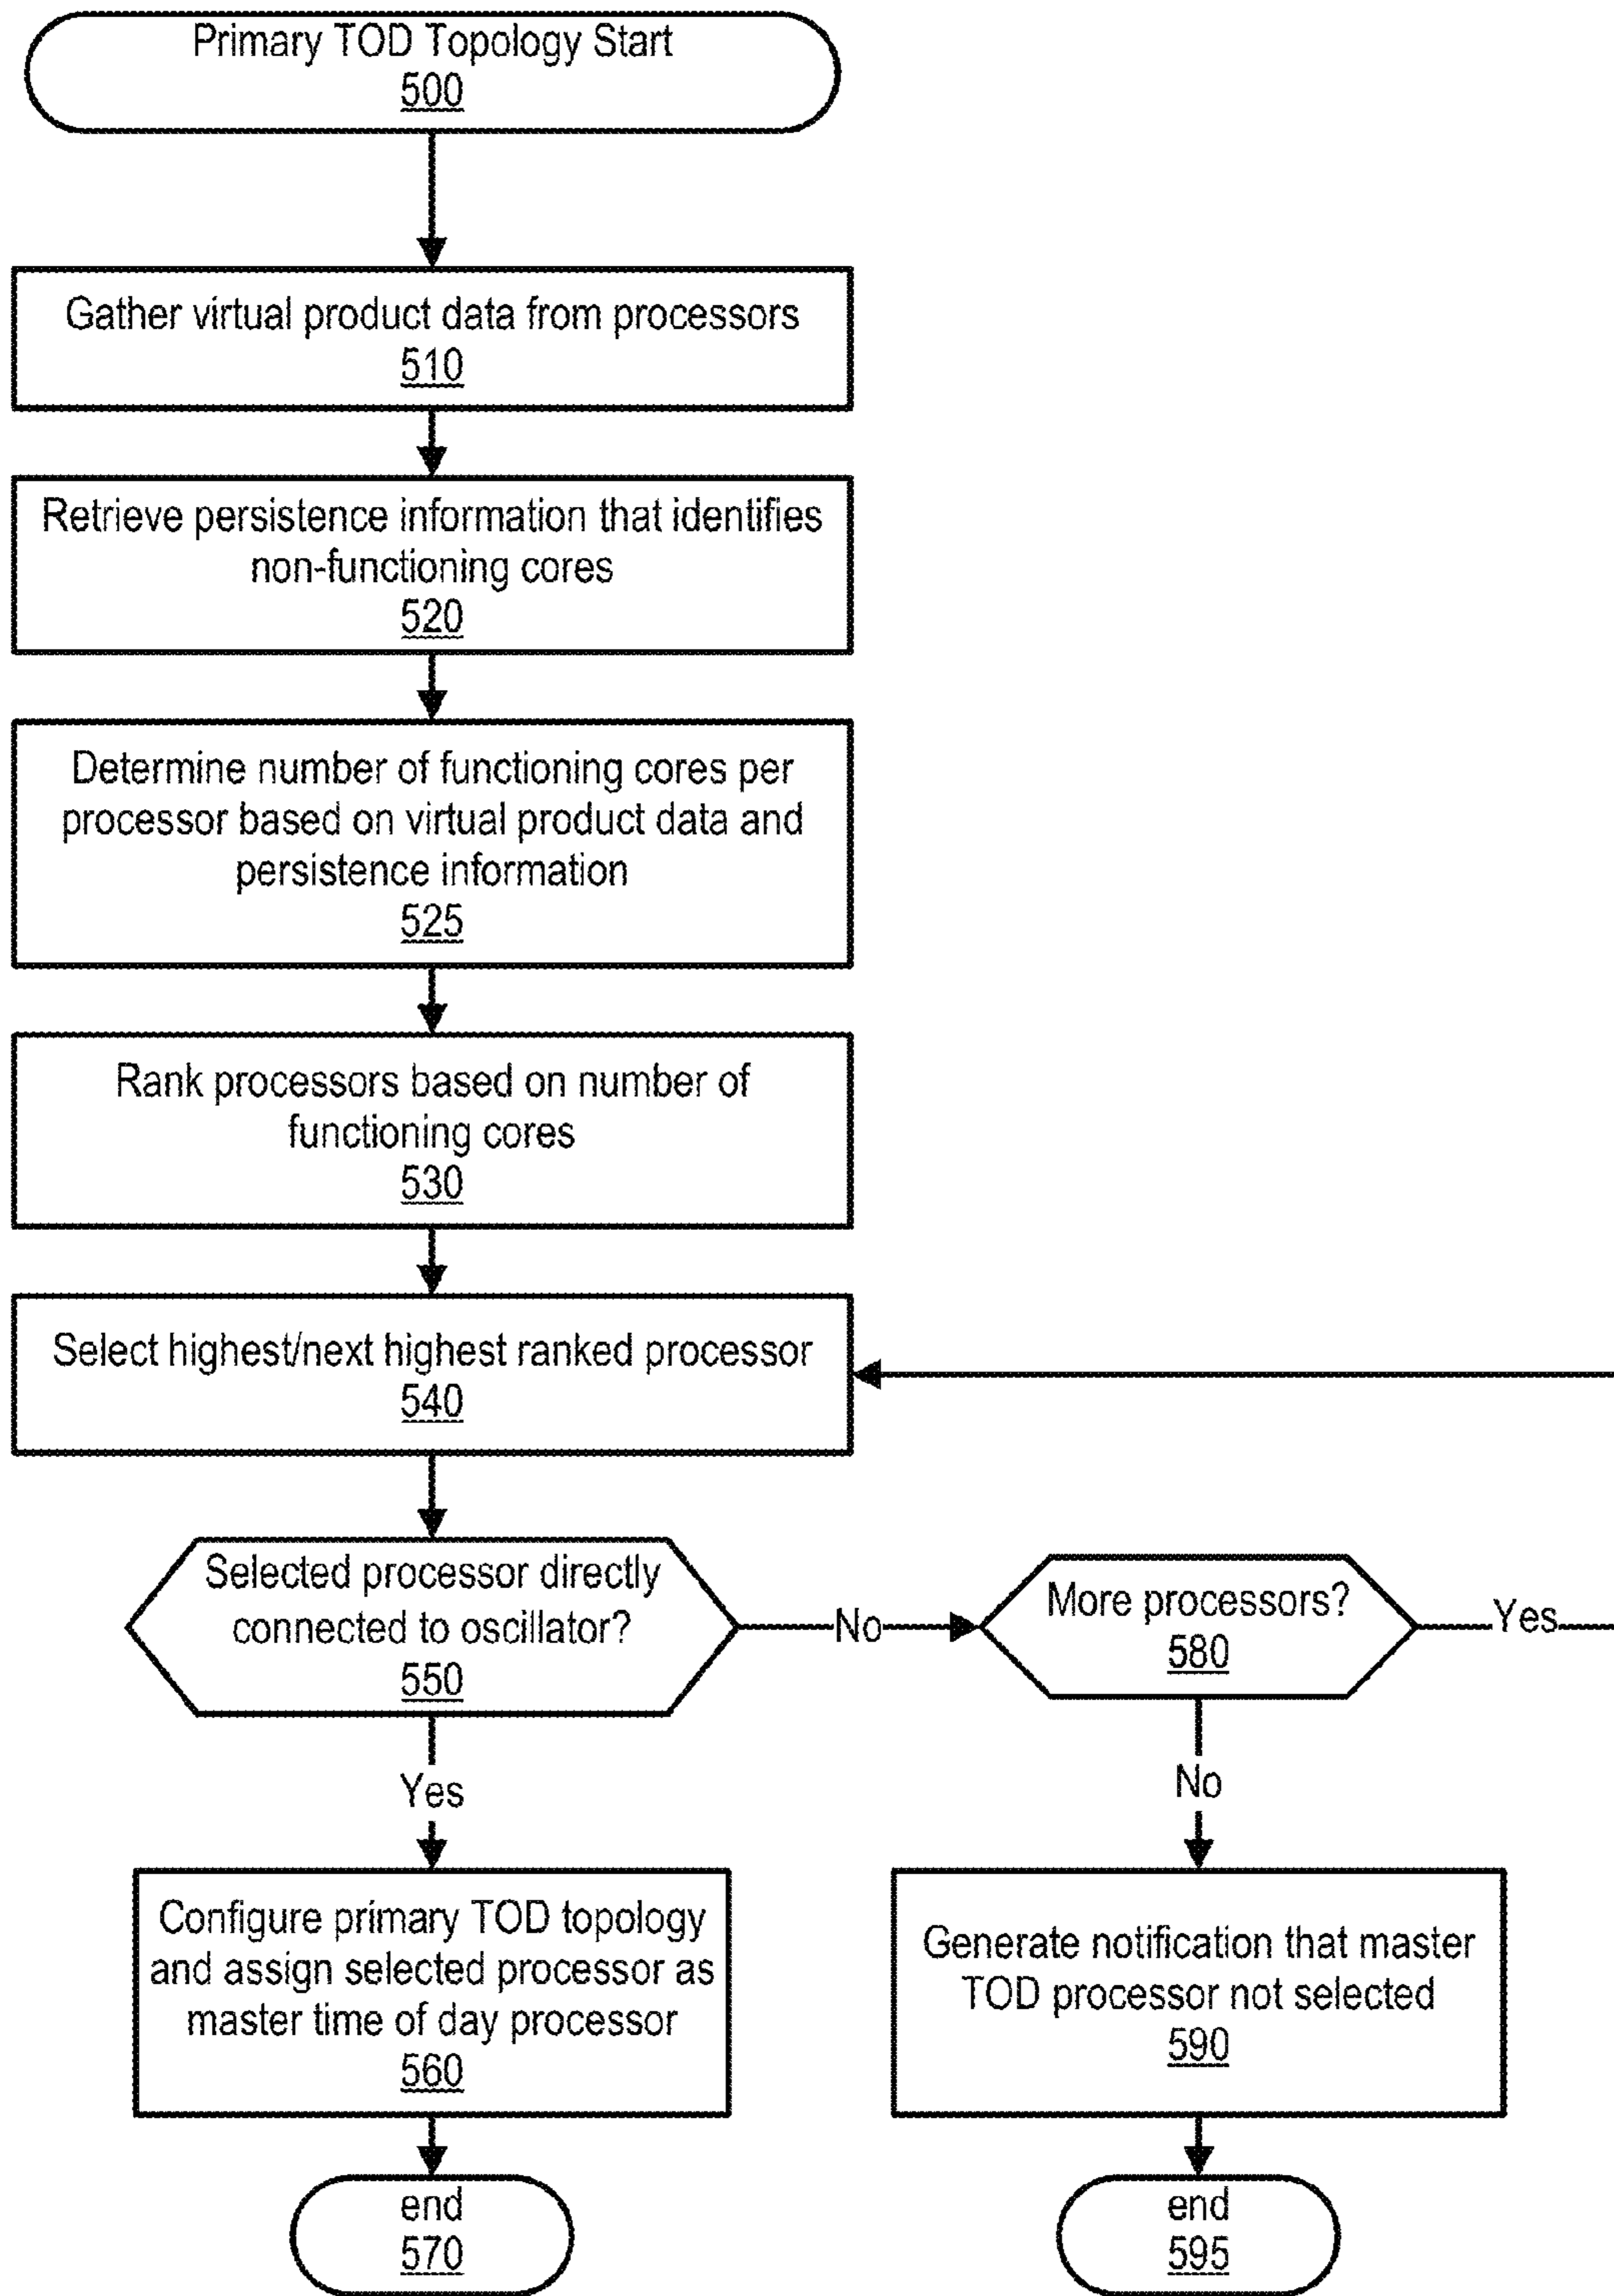 Primary TOD Topology Start
500
Gather virtual product data from processors
510
Retrieve persistence information that identifies
non-functioning cores
520
Determine number of functioning cores per
processor based on virtual product data and
persistence information
525
Rank processors based on number of
functioning cores
530
Select highest/next highest ranked processor
540
Selected processor directly
connected to oscillator?
550
No
More processors?
580
Yes
Yes
No
Configure primary TOD topology
and assign selected processor as
master time of day processor
560
Generate notification that master
TOD processor not selected
590
end
570
end
595